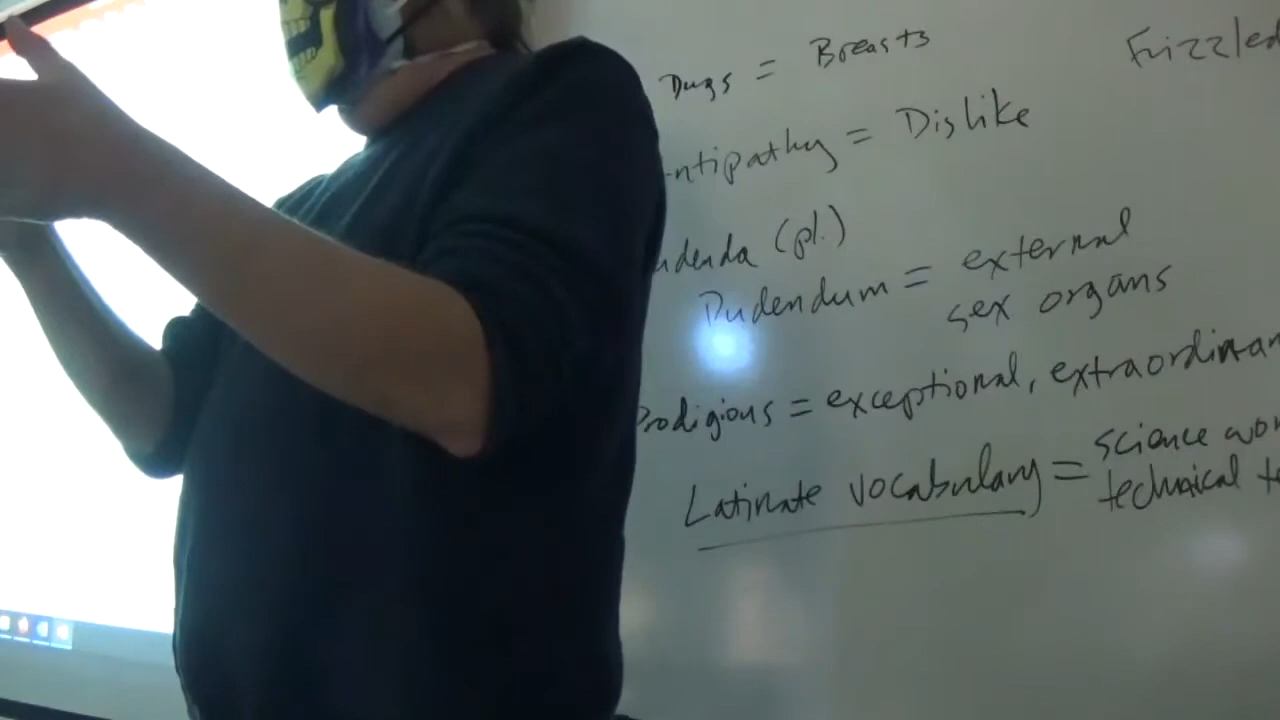 Dugs = Breasts
Frizzled
ntipathy = Dislike
udenda (pl.)
Pudendum = external
sex organs
Prodigious = exceptional, extraordinar
Latinate vocabulary = science wor
technical te